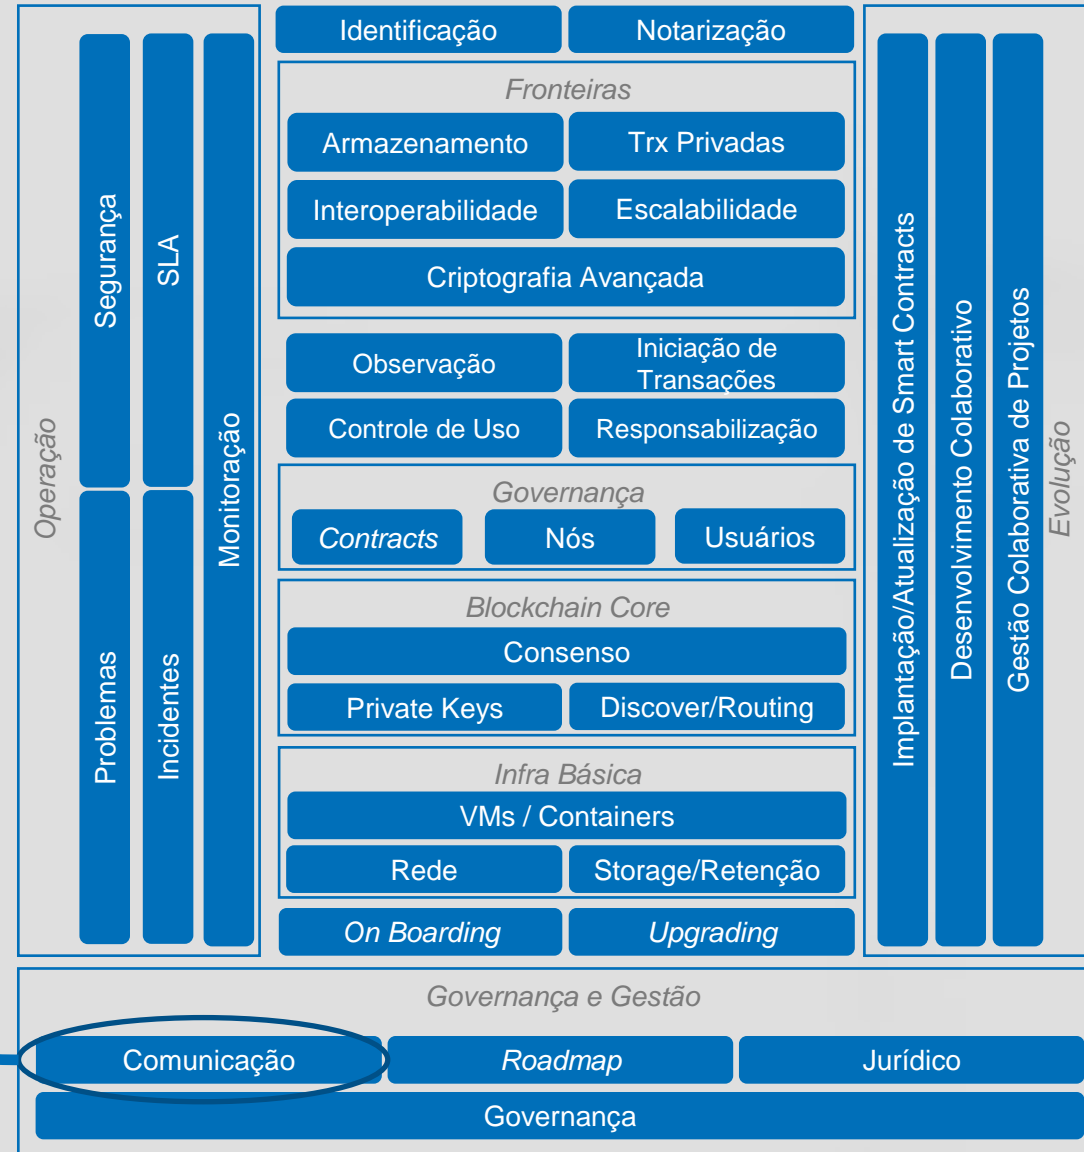 Operação
Segurança
SLA
Monitoração
Problemas
Incidentes
Identificação
Notarização
Fronteiras
Armazenamento
Trx Privadas
Interoperabilidade
Escalabilidade
Criptografia Avançada
Observação
Iniciação de
Transações
Controle de Uso
Responsabilização
Governança
Contracts
Nós
Usuários
Blockchain Core
Consenso
Private Keys
Discover/Routing
Infra Básica
VMs / Containers
Rede
Storage/Retenção
On Boarding
Upgrading
Implantação/Atualização de Smart Contracts
Desenvolvimento Colaborativo
Gestão Colaborativa de Projetos
Evolução
Governança e Gestão
Comunicação
Roadmap
Jurídico
Governança